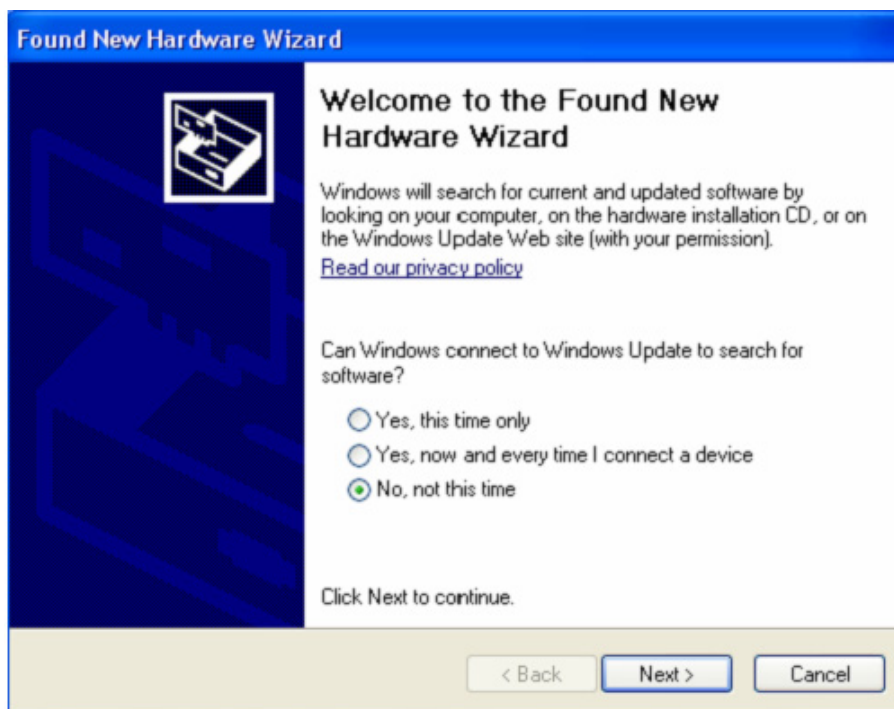 Found New Hardware Wizard
Welcome to the Found New
Hardware Wizard
Windows will search for current and updated software by
looking on your computer, on the hardware installation CD, or on
the Windows Update Web site (with your permission).
Read our privacy policy
Can Windows connect to Windows Update to search for
software?
Yes, this time only
Yes, now and every time I connect a device
No, not this time
Click Next to continue.
< Back Next > Cancel